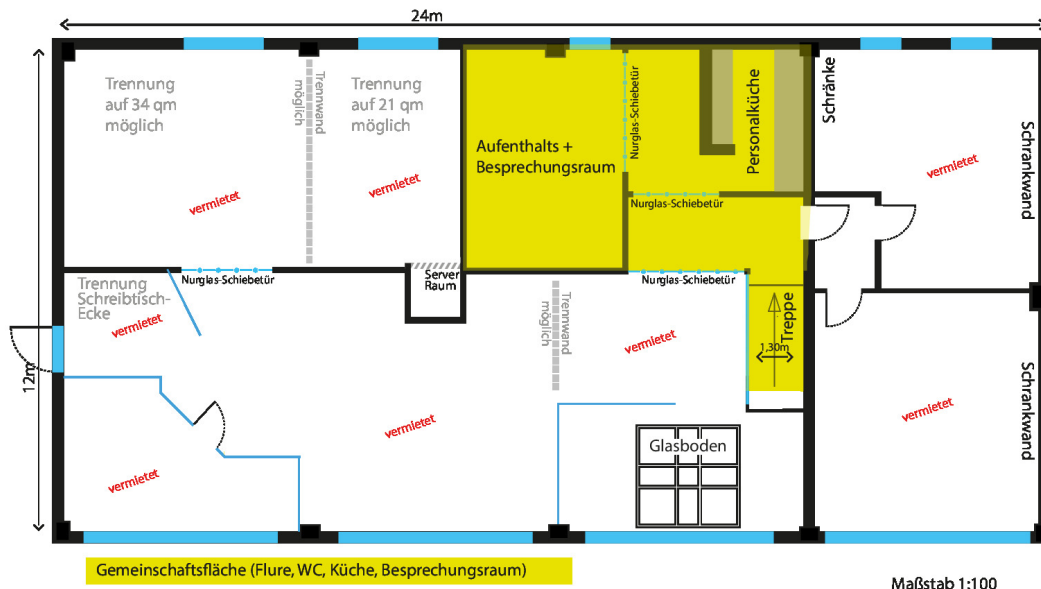 24m
Trennung
auf 34 qm
möglich
Trennwand
möglich
Trennung
auf 21 qm
möglich
Nurglas-Schiebetür
Personalküche
Schränke
Schrankwand
Aufenthalts +
Besprechungsraum
vermietet
vermietet
vermietet
Nurglas-Schiebetür
Nurglas-Schiebetür
Server
Raum
Nurglas-Schiebetür
Trennung
Schreibtisch-
Ecke
vermietet
Trennwand
möglich
vermietet
Treppe
1,30m
12m
Schrankwand
vermietet
vermietet
Glasboden
vermietet
Gemeinschaftsfläche (Flure, WC, Küche, Besprechungsraum)
Maßstab 1:100